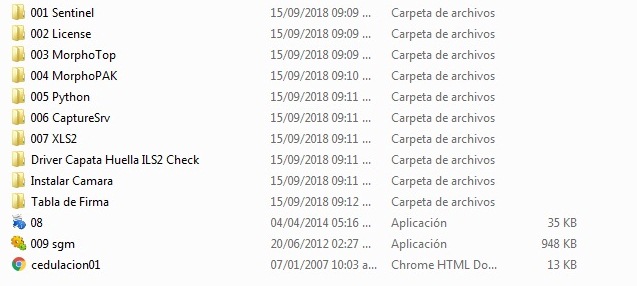 001 Sentinel 15/09/2018 09:09 ... Carpeta de archivos
002 License 15/09/2018 09:09 ... Carpeta de archivos
003 MorphoTop 15/09/2018 09:09 ... Carpeta de archivos
004 MorphoPAK 15/09/2018 09:10 ... Carpeta de archivos
005 Python 15/09/2018 09:11 ... Carpeta de archivos
006 CaptureSrv 15/09/2018 09:11 ... Carpeta de archivos
007 XLS2 15/09/2018 09:11 ... Carpeta de archivos
Driver Capata Huella ILS2 Check 15/09/2018 09:11 ... Carpeta de archivos
Instalar Camara 15/09/2018 09:11 ... Carpeta de archivos
Tabla de Firma 15/09/2018 09:12 ... Carpeta de archivos
08 04/04/2014 05:16 ... Aplicación 35 KB
009 sgm 20/06/2012 02:27 ... Aplicación 948 KB
cedulacion01 07/01/2007 10:03 a... Chrome HTML Do... 13 KB